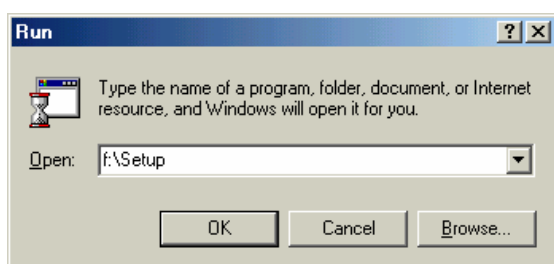 Run
Type the name of a program, folder, document, or Internet
resource, and Windows will open it for you.
Open: f:\Setup
OK Cancel Browse...